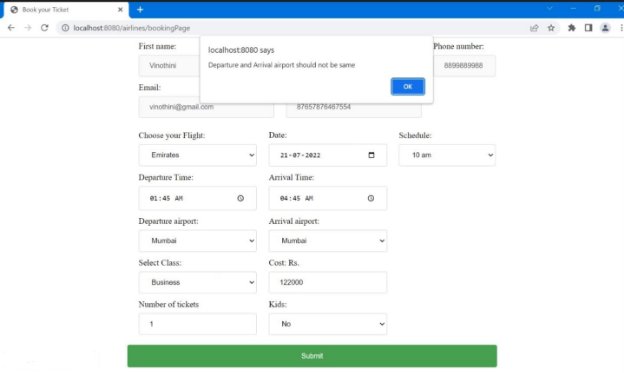 Book your Ticket
localhost:8080/airlines/bookingPage
localhost:8080 says
Departure and Arrival airport should not be same
OK
First name: Phone number:
Vinothini 8899889988
Email:
vinothini@gmail.com 87657876467554
Choose your Flight: Date: Schedule:
Emirates 21-07-2022 10 am
Departure Time: Arrival Time:
01:45 AM 04:45 AM
Departure airport: Arrival airport:
Mumbai Mumbai
Select Class: Cost: Rs.
Business 122000
Number of tickets Kids:
1 No
Submit